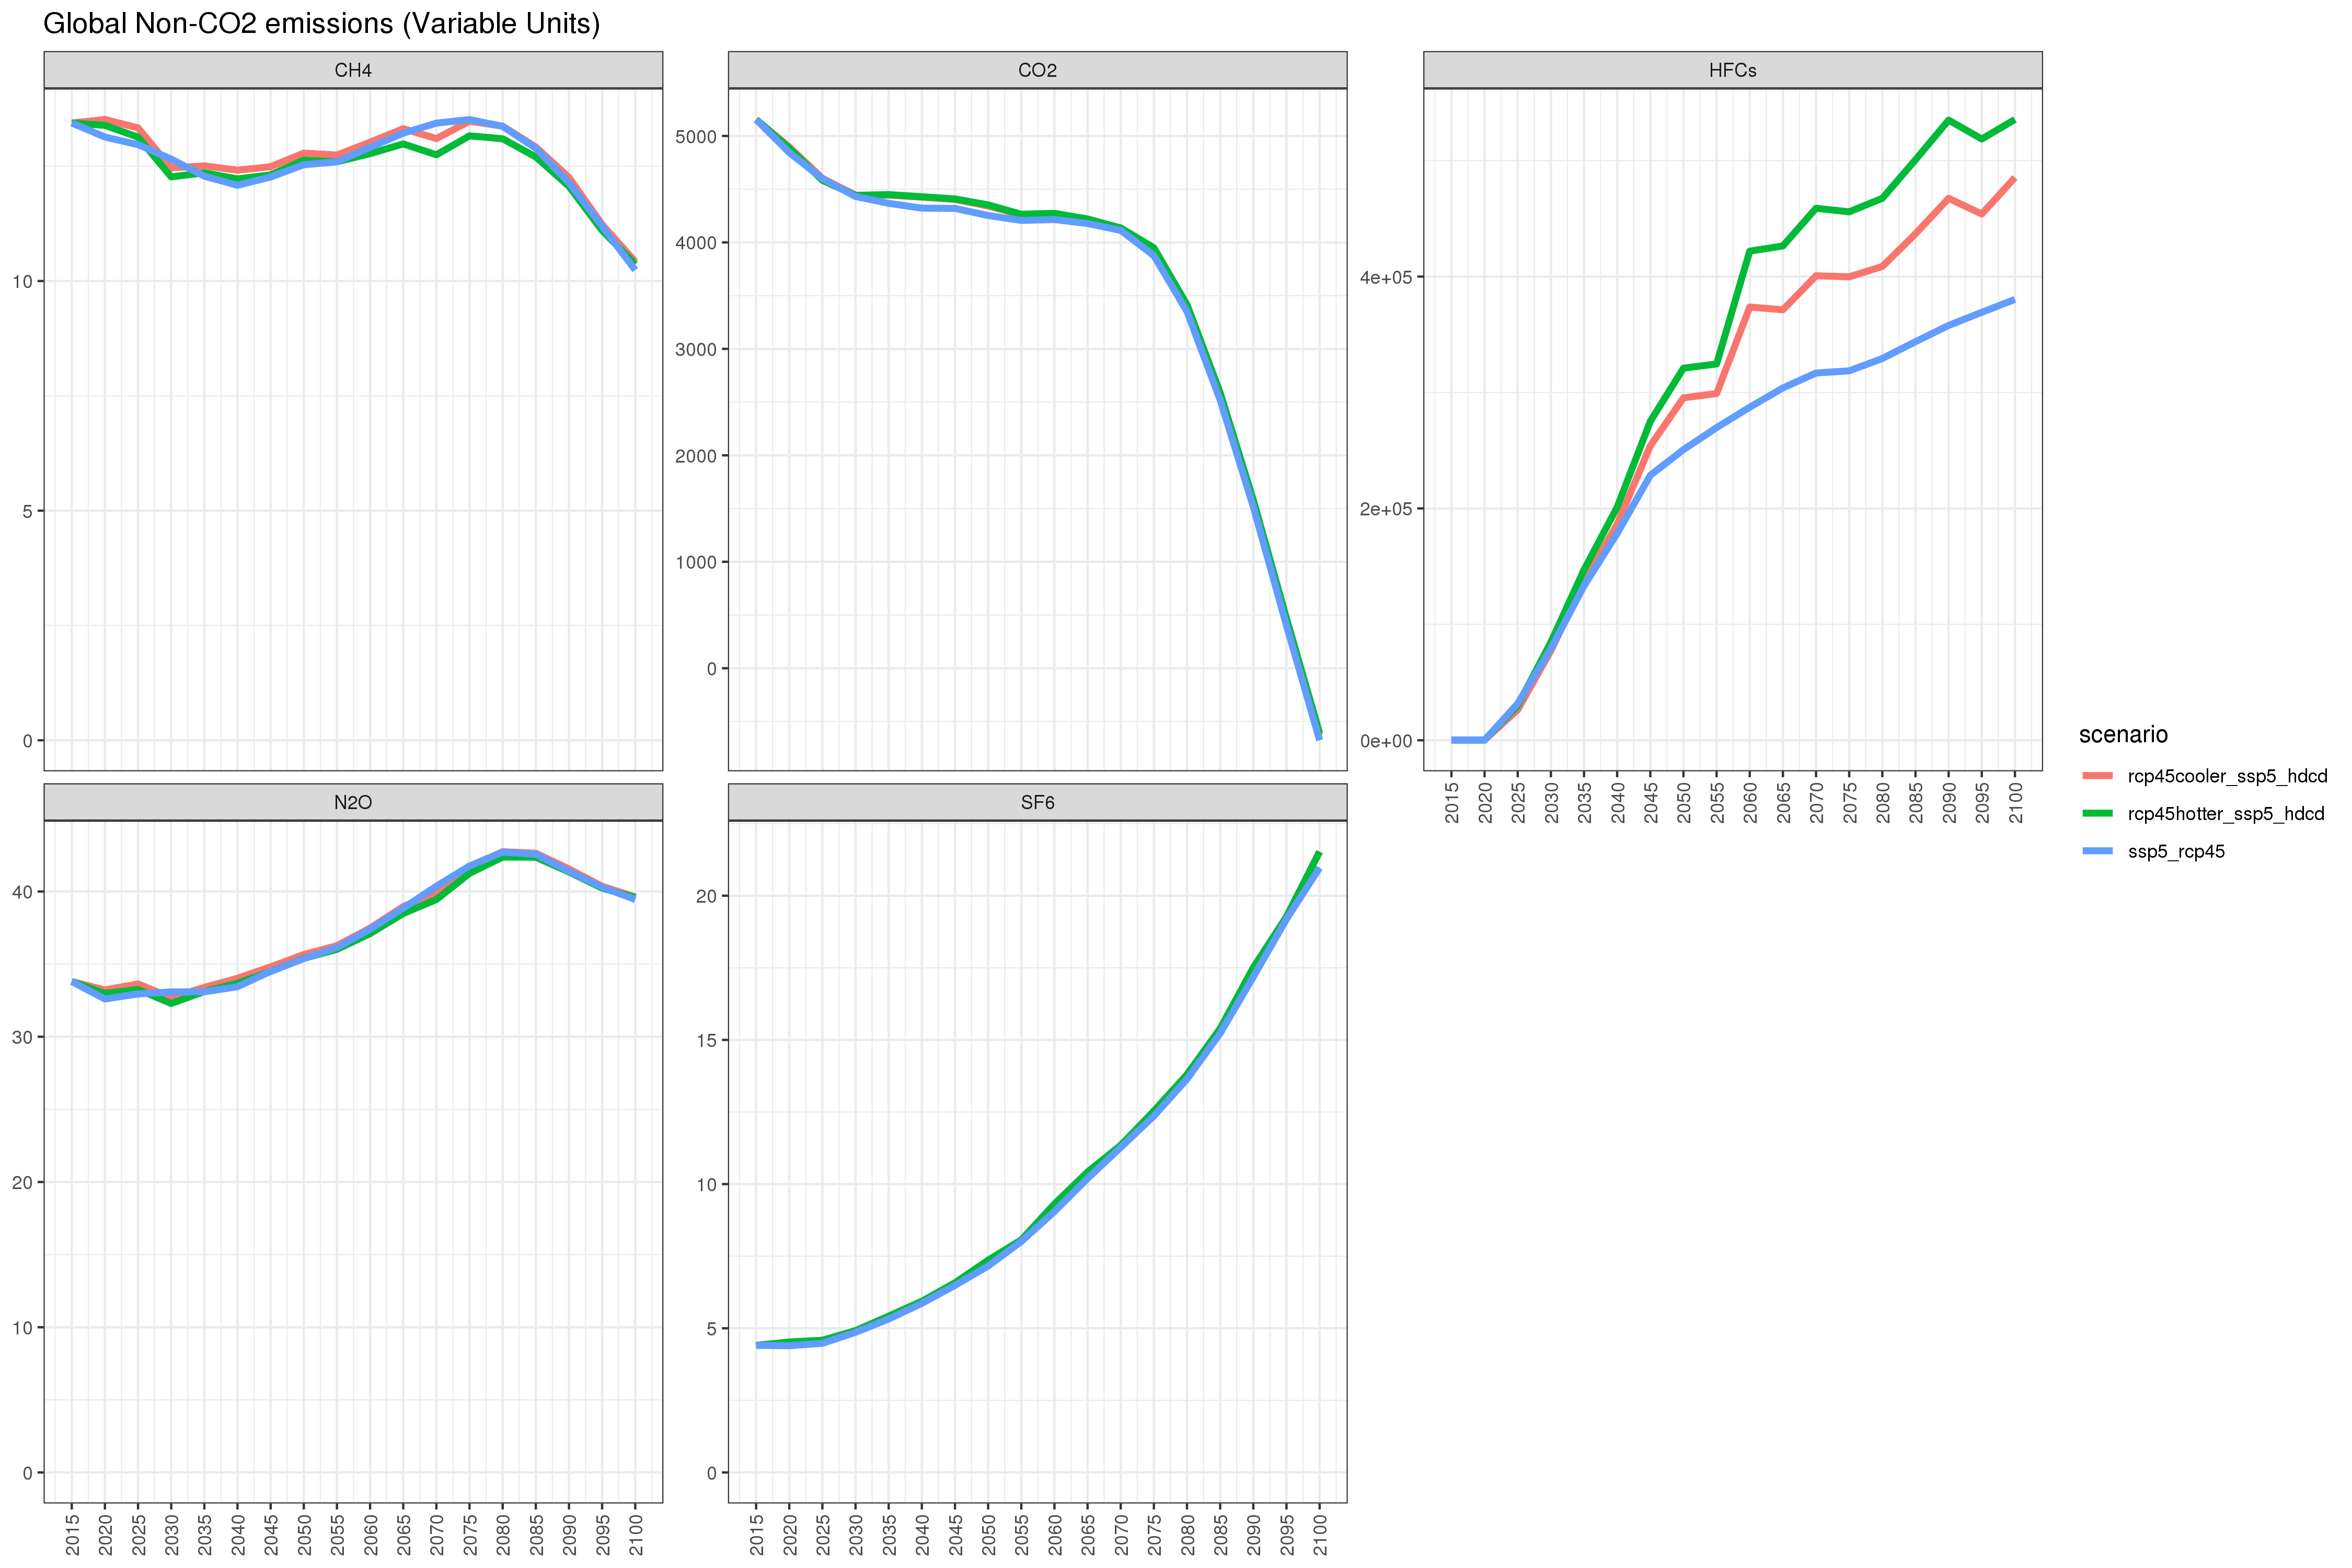 Global Non-CO2 emissions (Variable Units)
CH4
CO2
HFCs
10
5
0
5000
4000
3000
2000
1000
0
4e+05
2e+05
0e+00
2015 2020 2025 2030 2035 2040 2045 2050 2055 2060 2065 2070 2075 2080 2085 2090 2095 2100
scenario
rcp45cooler_ssp5_hdcd
rcp45hotter_ssp5_hdcd
ssp5_rcp45
N2O
SF6
40
30
20
10
0
20
15
10
5
0
2015 2020 2025 2030 2035 2040 2045 2050 2055 2060 2065 2070 2075 2080 2085 2090 2095 2100
2015 2020 2025 2030 2035 2040 2045 2050 2055 2060 2065 2070 2075 2080 2085 2090 2095 2100